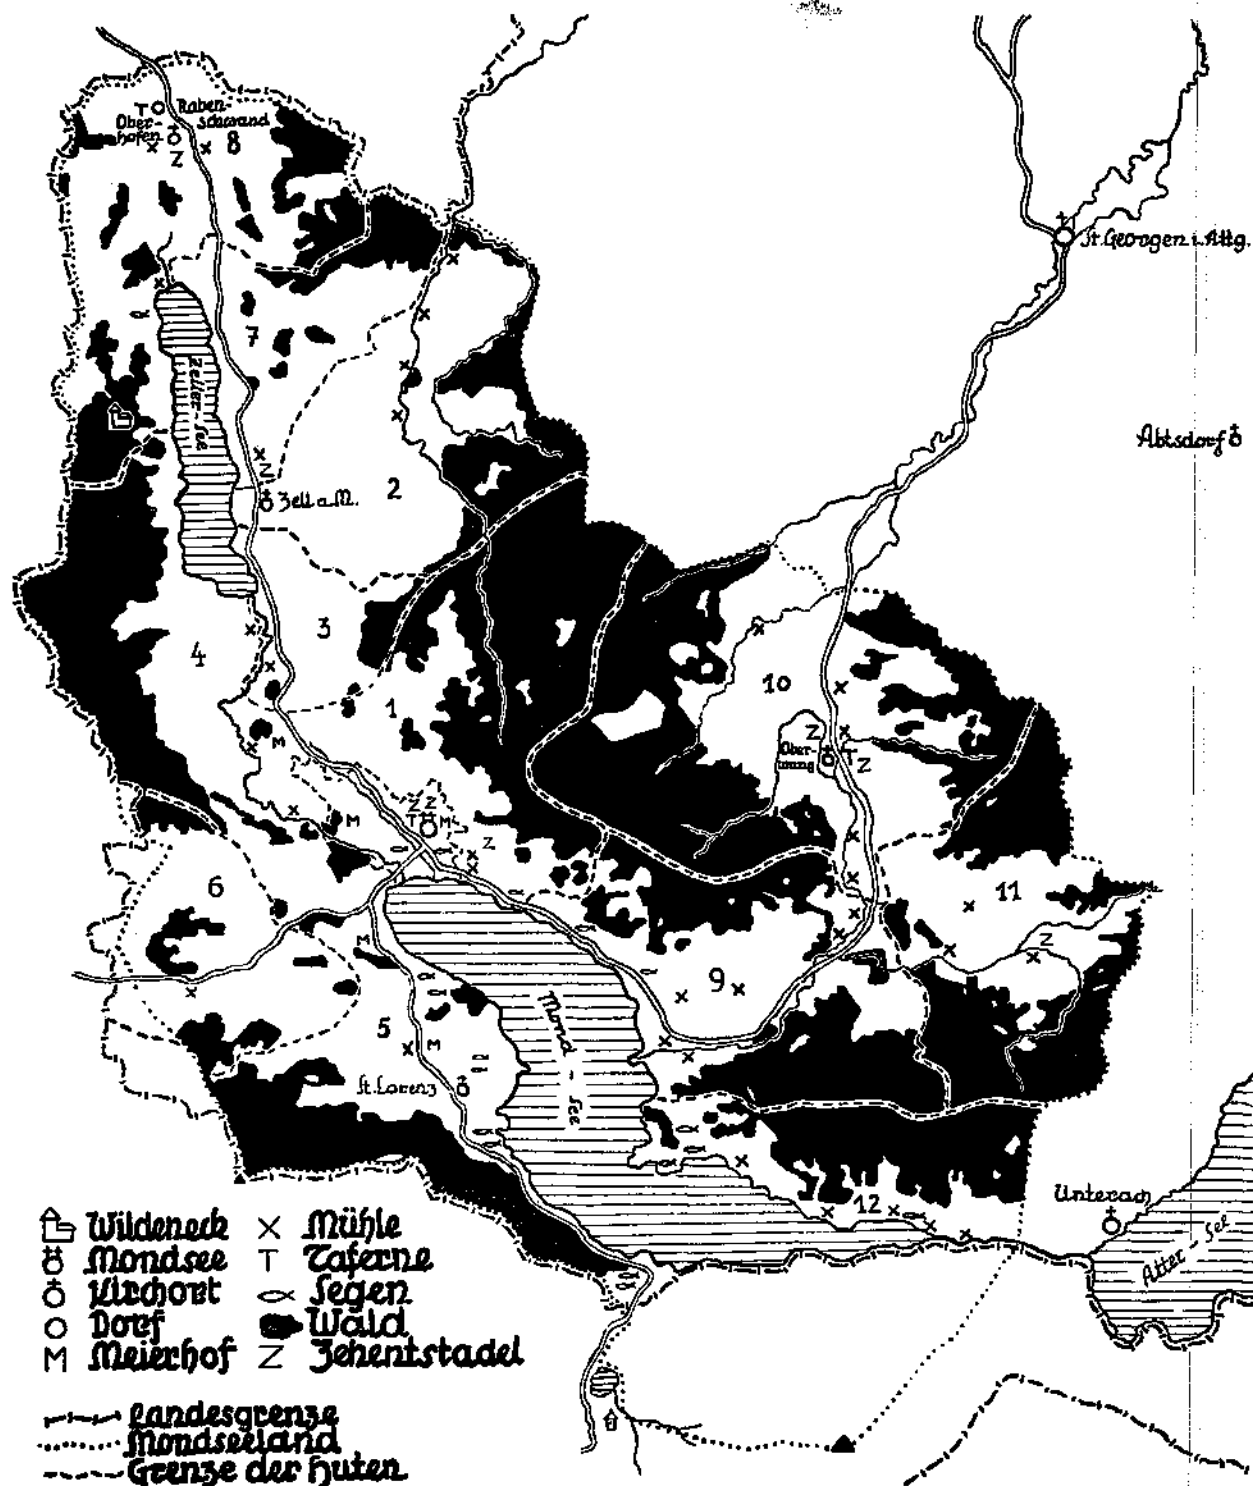 T
Raben-
schwand
Ober-
hofen
Z
8
St. Georgen i. Attg.
7
Zeller-See
Abtsdorf
Z
Zell a. M.
2
3
4
10
1
Z
M
Ober-
wang
T
Z
Z Z
T M
M
Z
6
11
Z
M
9
Mond-See
5
M
St. Lorenz
12
Unterach
Atter-See
Wildeneck
Mühle
Mondsee
T Taferne
Kirchort
Segen
Dorf
Wald
M Meierhof
Z Zehentstadel
Landesgrenze
Mondseeland
Grenze der Huten